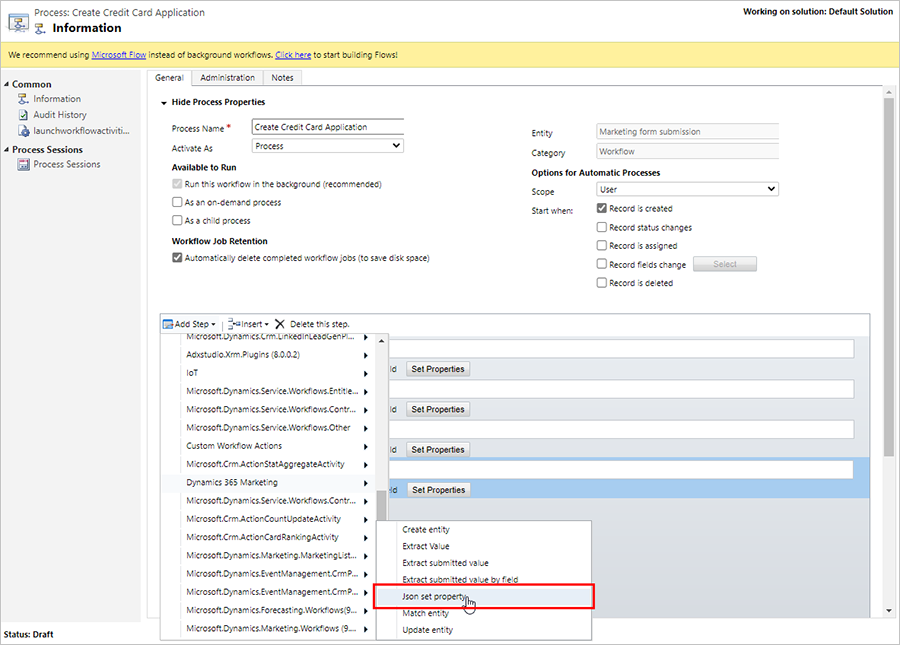 Process: Create Credit Card Application
Information
Working on solution: Default Solution
We recommend using Microsoft Flow instead of background workflows. Click here to start building Flows!
Common
Information
Audit History
launchworkflowactiviti...
Process Sessions
Process Sessions
General
Administration
Notes
Hide Process Properties
Process Name *
Create Credit Card Application
Activate As
Process
Available to Run
Run this workflow in the background (recommended)
As an on-demand process
As a child process
Workflow Job Retention
Automatically delete completed workflow jobs (to save disk space)
Entity
Marketing form submission
Category
Workflow
Options for Automatic Processes
Scope
User
Start when:
Record is created
Record status changes
Record is assigned
Record fields change
Select
Record is deleted
Add Step
Insert
Delete this step.
Microsoft.Dynamics.Crm.LinkedInLeadGenPl...
Adxstudio.Xrm.Plugins (8.0.0.2)
ld Set Properties
IoT
Microsoft.Dynamics.Service.Workflows.Entitie...
Microsoft.Dynamics.Service.Workflows.Contr...
ld Set Properties
Microsoft.Dynamics.Service.Workflows.Other
Custom Workflow Actions
ld Set Properties
Microsoft.Crm.ActionStatAggregateActivity
Dynamics 365 Marketing
ld Set Properties
Microsoft.Dynamics.Service.Workflows.Contr...
Microsoft.Crm.ActionCountUpdateActivity
Microsoft.Crm.ActionCardRankingActivity
Microsoft.Dynamics.Marketing.MarketingList...
Microsoft.Dynamics.EventManagement.CrmP...
Microsoft.Dynamics.EventManagement.CrmP...
Microsoft.Dynamics.Forecasting.Workflows(9...
Microsoft.Dynamics.Marketing.Workflows (9....
Create entity
Extract Value
Extract submitted value
Extract submitted value by field
Json set property
Match entity
Update entity
Status: Draft